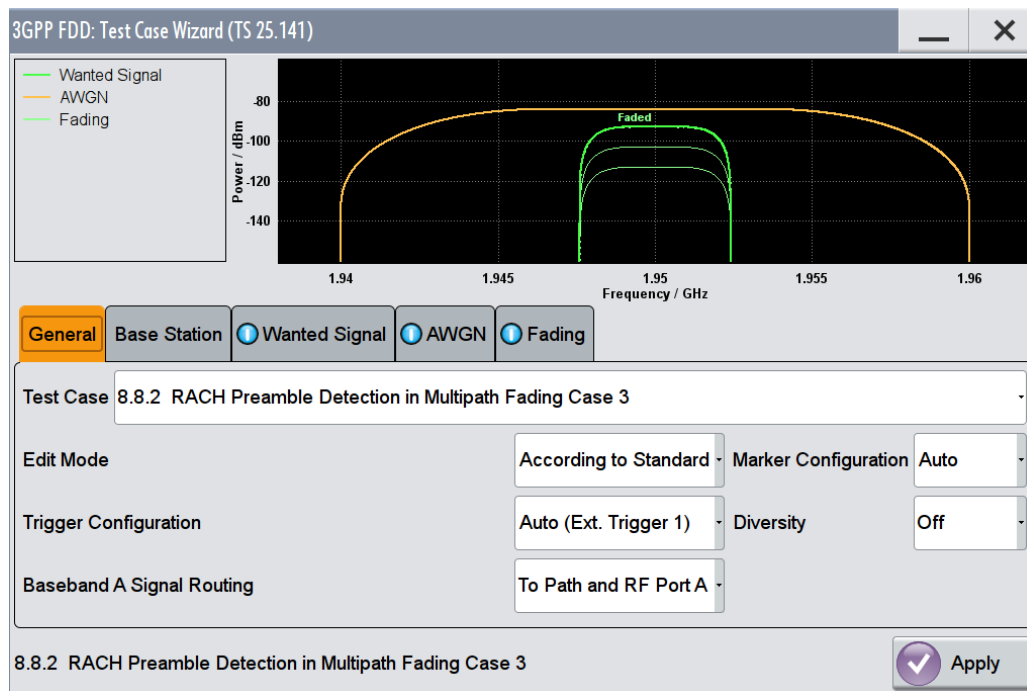 3GPP FDD: Test Case Wizard (TS 25.141)
Wanted Signal
AWGN
Fading
Power / dBm
-80
-100
-120
-140
Faded
1.94
1.945
1.95
1.955
1.96
Frequency / GHz
General
Base Station
Wanted Signal
AWGN
Fading
Test Case 8.8.2 RACH Preamble Detection in Multipath Fading Case 3
Edit Mode According to Standard Marker Configuration Auto
Trigger Configuration Auto (Ext. Trigger 1) Diversity Off
Baseband A Signal Routing To Path and RF Port A
8.8.2 RACH Preamble Detection in Multipath Fading Case 3
Apply